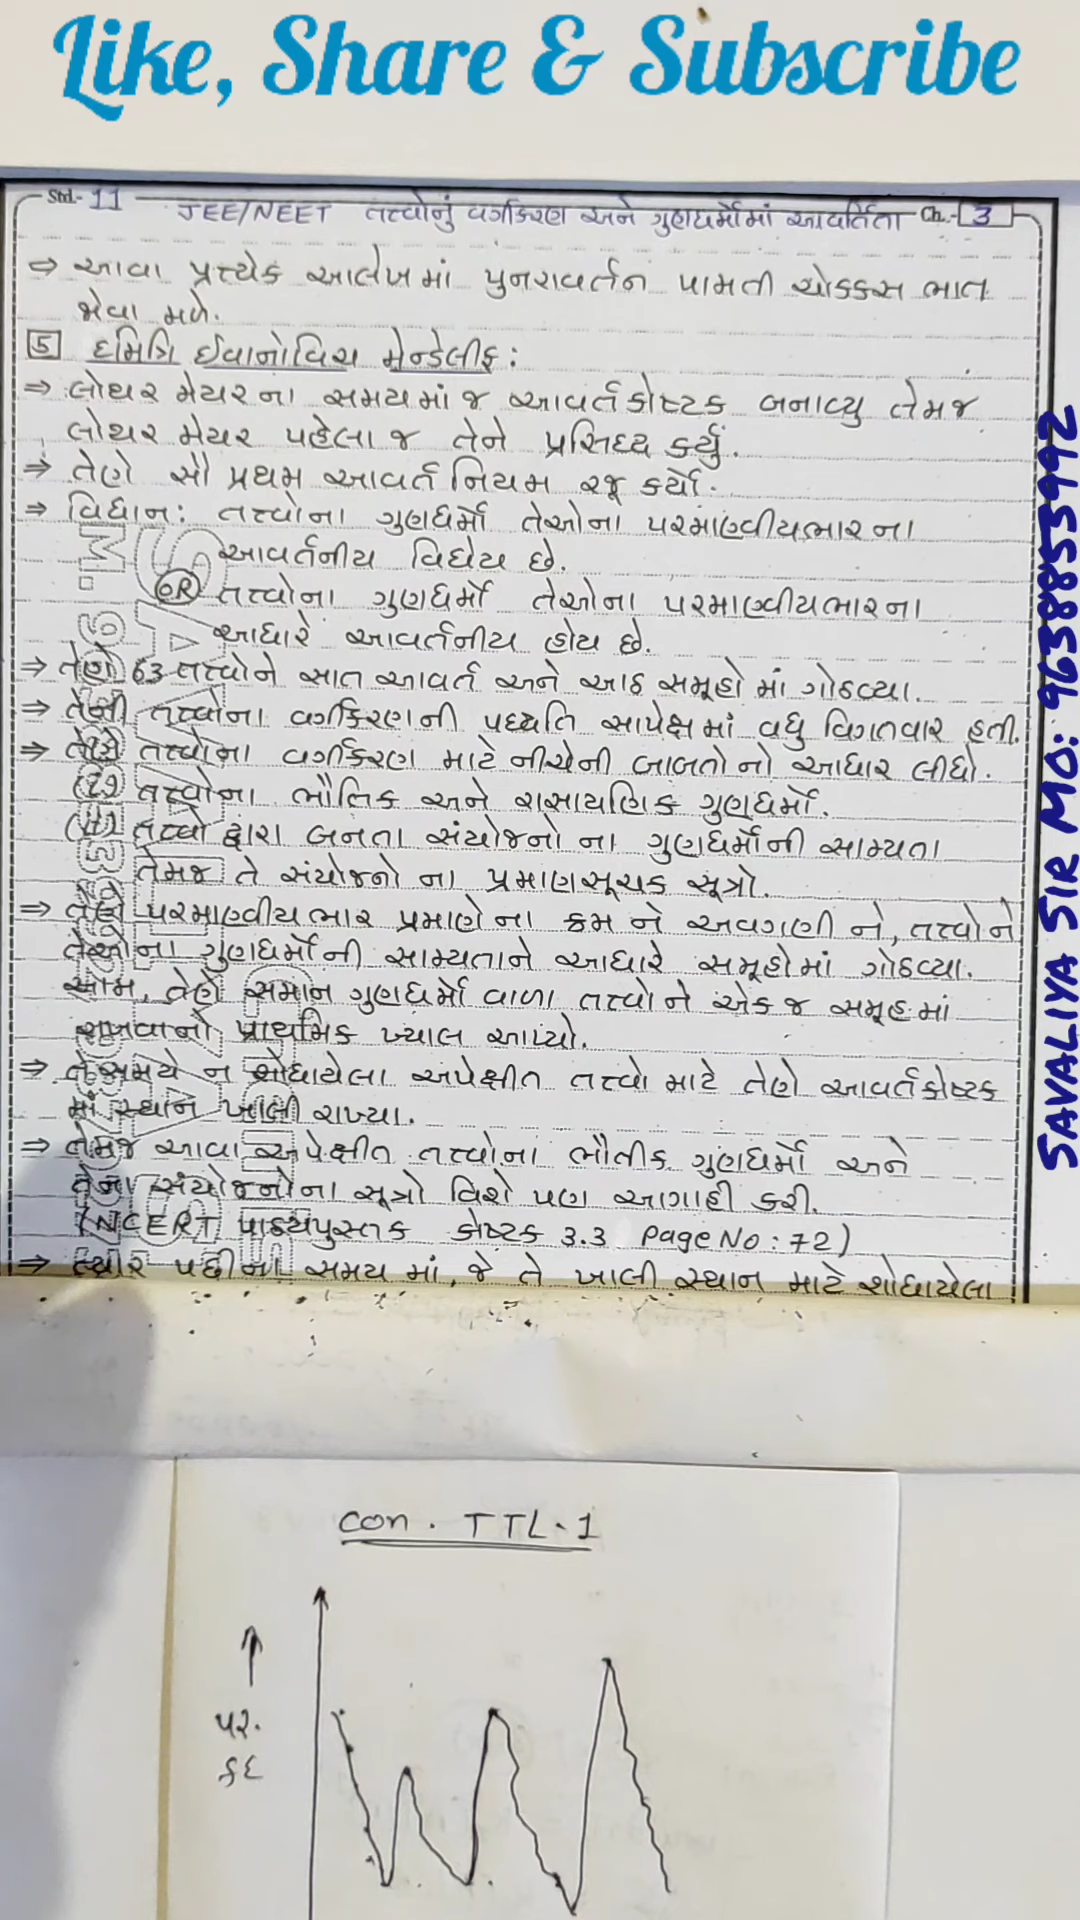 Like, Share & Subscribe
Std.- 11 JEE/NEET તત્ત્વોનું વર્ગીકરણ અને ગુણધર્મોમાં આવર્તિતા Ch.- 3
⇒ આવા પ્રત્યેક આલેખમાં પુનરાવર્તન પામતી ચોક્કસ ભાત
જોવા મળે.
5 દમિત્રિ ઈવાનોવિચ મેન્ડેલીફ :
⇒ લોથર મેયરના સમયમાં જ આવર્તકોષ્ટક બનાવ્યુ તેમજ
લોથર મેયર પહેલા જ તેને પ્રસિધ્ધ કર્યું.
⇒ તેણે સૌ પ્રથમ આવર્ત નિયમ રજૂ કર્યો.
⇒ વિધાન: તત્ત્વોના ગુણધર્મો તેઓના પરમાણ્વીયભારના
આવર્તનીય વિધેય છે.
OR તત્ત્વોના ગુણધર્મો તેઓના પરમાણ્વીયભારના
આધારે આવર્તનીય હોય છે.
⇒ તેણે 63 તત્ત્વોને સાત આવર્ત અને આઠ સમૂહો માં ગોઠવ્યા.
⇒ તેની તત્ત્વોના વર્ગીકરણની પધ્ધતિ સાપેક્ષમાં વધુ વિગતવાર હતી.
⇒ તેણે તત્ત્વોના વર્ગીકરણ માટે નીચેની બાબતો નો આધાર લીધો.
(i) તત્ત્વોના ભૌતિક અને રાસાયણિક ગુણધર્મો.
(ii) તત્ત્વો દ્વારા બનતા સંયોજનો ના ગુણધર્મોની સામ્યતા
તેમજ તે સંયોજનો ના પ્રમાણસૂચક સૂત્રો.
⇒ તેણે પરમાણ્વીયભાર પ્રમાણેના ક્રમ ને અવગણી ને, તત્ત્વોને
તેઓના ગુણધર્મોની સામ્યતાને આધારે સમૂહોમાં ગોઠવ્યા.
આમ, તેણે સમાન ગુણધર્મો વાળા તત્ત્વોને એક જ સમૂહમાં
રાખવાનો પ્રાથમિક ખ્યાલ આપ્યો.
⇒ તે સમયે ન શોધાયેલા અપેક્ષીત તત્ત્વો માટે તેણે આવર્તકોષ્ટક
માં સ્થાન ખાલી રાખ્યા.
⇒ તેમજ આવા અપેક્ષીત તત્ત્વોના ભૌતીક ગુણધર્મો અને
તેના સંયોજનોના સૂત્રો વિશે પણ આગાહી કરી.
(NCERT પાઠ્યપુસ્તક કોષ્ટક 3.3 Page No : 72)
⇒ ત્યાર પછીના સમય માં, જે તે ખાલી સ્થાન માટે શોધાયેલા
SAVALIYA SIR MO: 9638853992
con. TTL-1
પર.
કદ